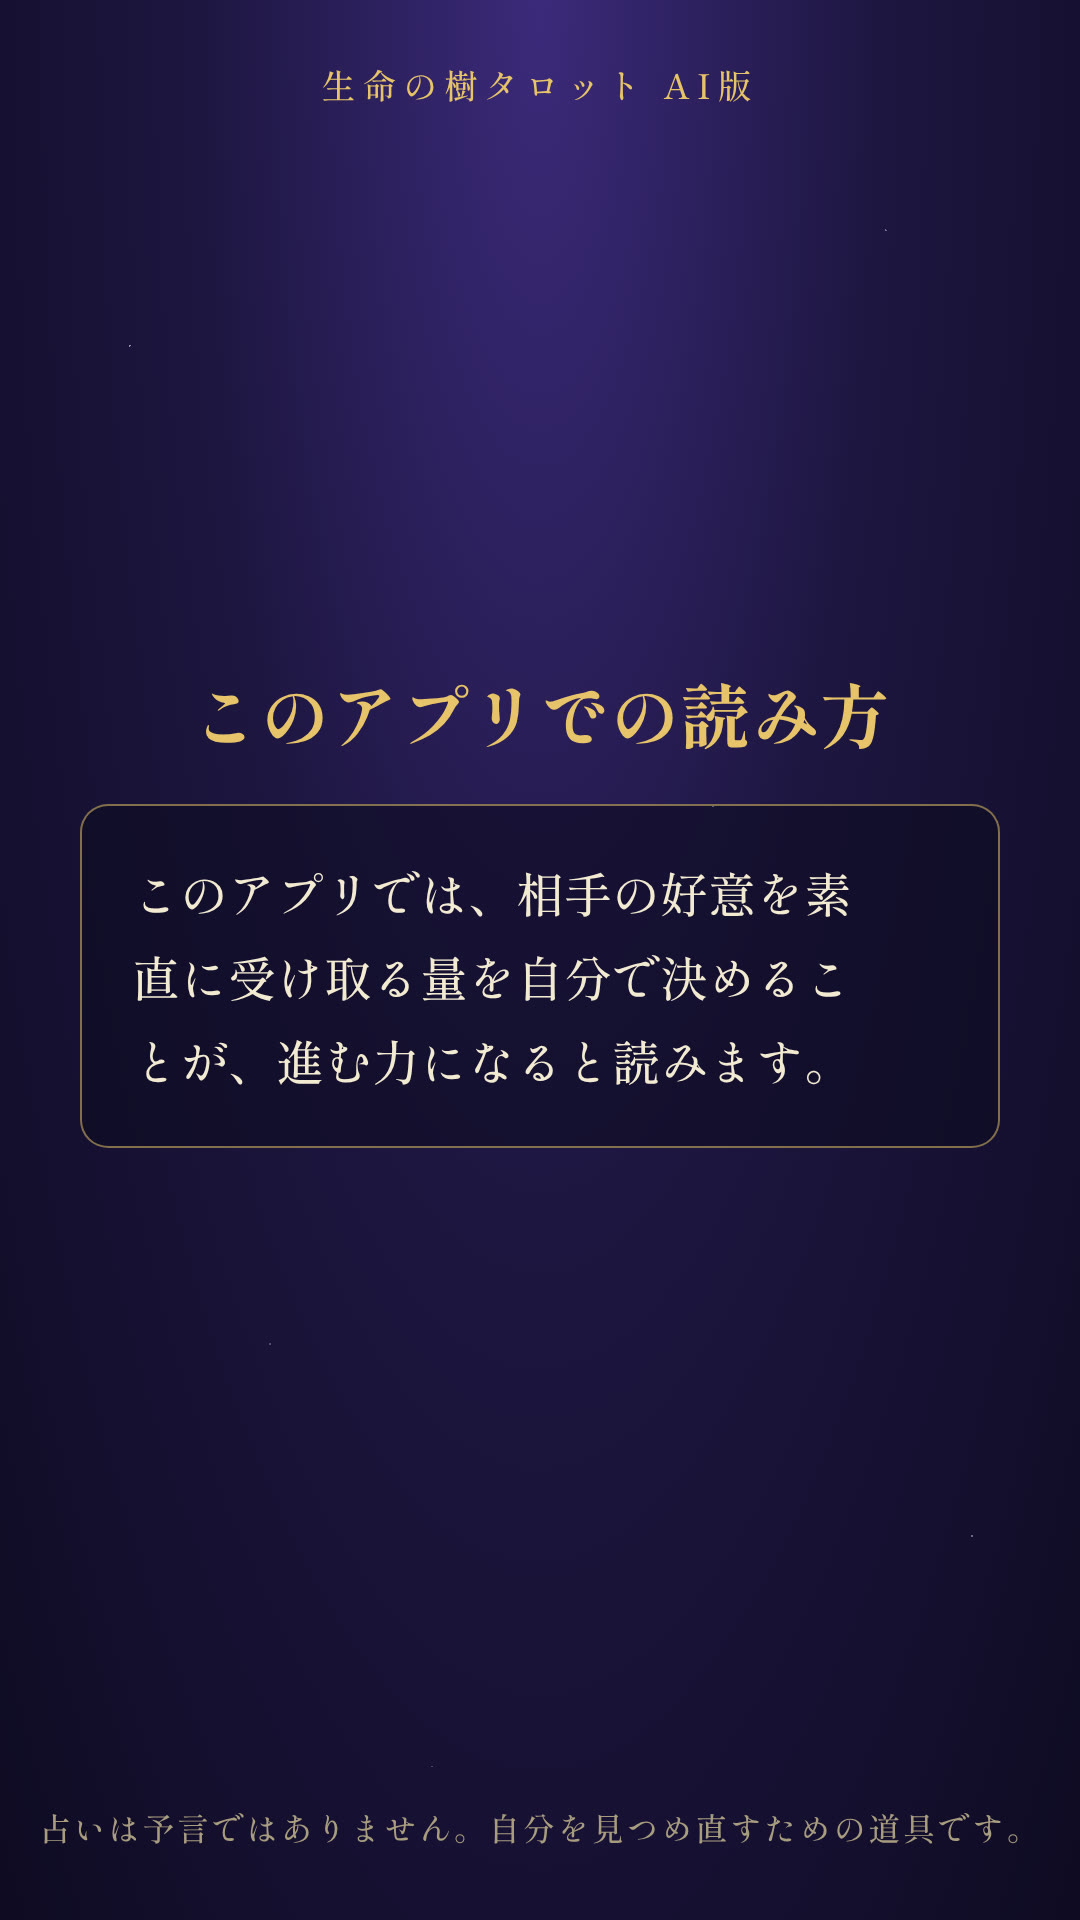 生命の樹タロット AI版
このアプリでの読み方
このアプリでは、相手の好意を素
直に受け取る量を自分で決めるこ
とが、進む力になると読みます。
占いは予言ではありません。自分を見つめ直すための道具です。